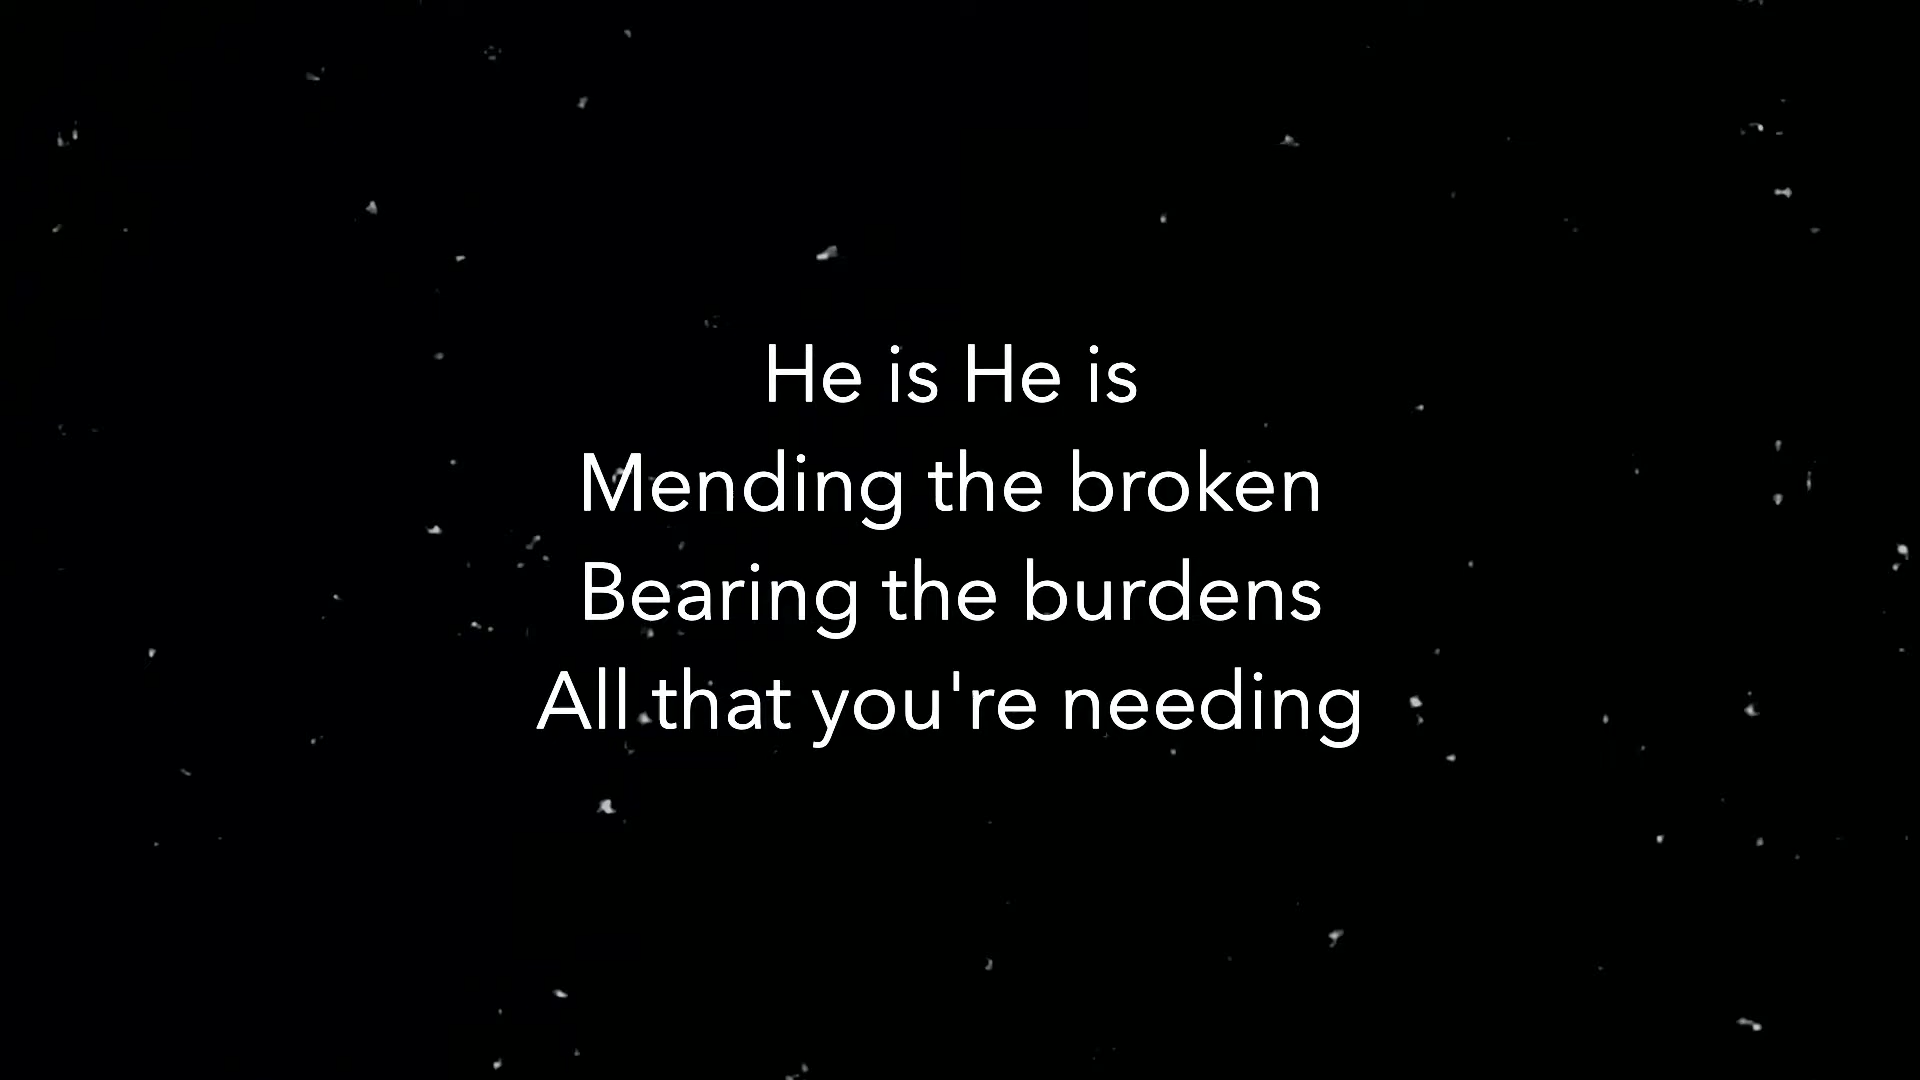 He is He is
Mending the broken
Bearing the burdens
All that you're needing